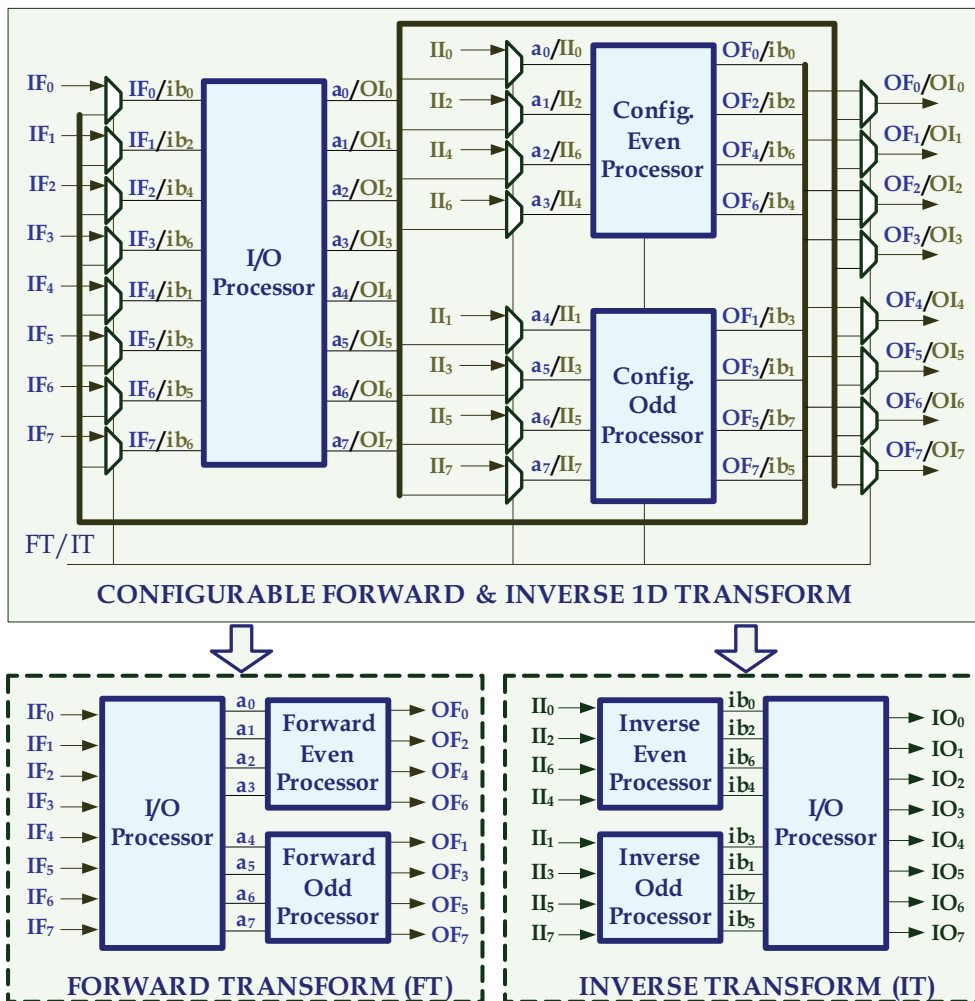 IF0
IF1
IF2
IF3
IF4
IF5
IF6
IF7
IF0/ib0
IF1/ib2
IF2/ib4
IF3/ib6
IF4/ib1
IF5/ib3
IF6/ib5
IF7/ib6
I/O
Processor
a0/OI0
a1/OI1
a2/OI2
a3/OI3
a4/OI4
a5/OI5
a6/OI6
a7/OI7
II0
II2
II4
II6
II1
II3
II5
II7
a0/II0
a1/II2
a2/II6
a3/II4
a4/II1
a5/II3
a6/II5
a7/II7
Config.
Even
Processor
Config.
Odd
Processor
OF0/ib0
OF2/ib2
OF4/ib6
OF6/ib4
OF1/ib3
OF3/ib1
OF5/ib7
OF7/ib5
OF0/OI0
OF1/OI1
OF2/OI2
OF3/OI3
OF4/OI4
OF5/OI5
OF6/OI6
OF7/OI7
FT/IT
CONFIGURABLE FORWARD & INVERSE 1D TRANSFORM
IF0
IF1
IF2
IF3
IF4
IF5
IF6
IF7
I/O
Processor
a0
a1
a2
a3
a4
a5
a6
a7
Forward
Even
Processor
Forward
Odd
Processor
OF0
OF2
OF4
OF6
OF1
OF3
OF5
OF7
FORWARD TRANSFORM (FT)
II0
II2
II6
II4
II1
II3
II5
II7
Inverse
Even
Processor
Inverse
Odd
Processor
ib0
ib2
ib6
ib4
ib3
ib1
ib7
ib5
I/O
Processor
IO0
IO1
IO2
IO3
IO4
IO5
IO6
IO7
INVERSE TRANSFORM (IT)